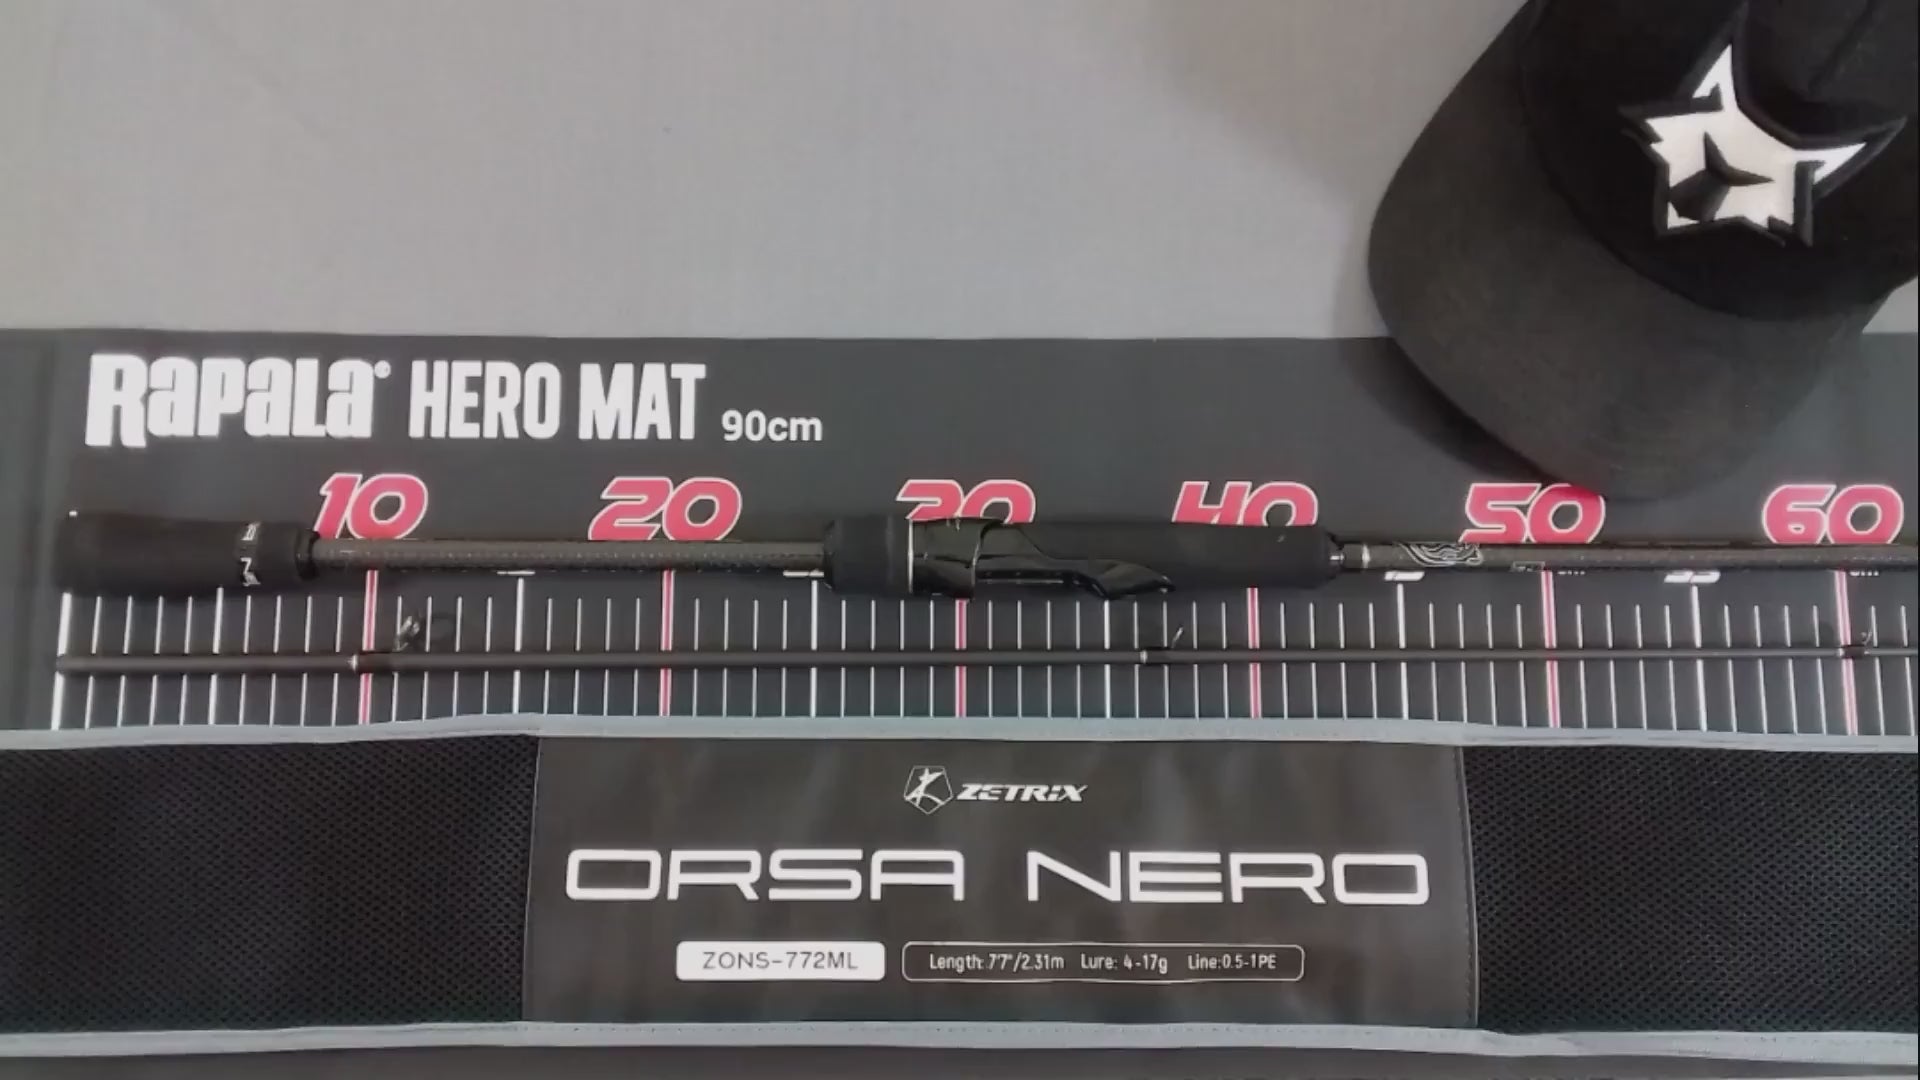 Rapala® HERO MAT 90cm
10 20 30 40 50 60
ZETRIX
ORSA NERO
ZONS-772ML Length:7'7"/2.31m Lure: 4-17g Line:0.5-1PE